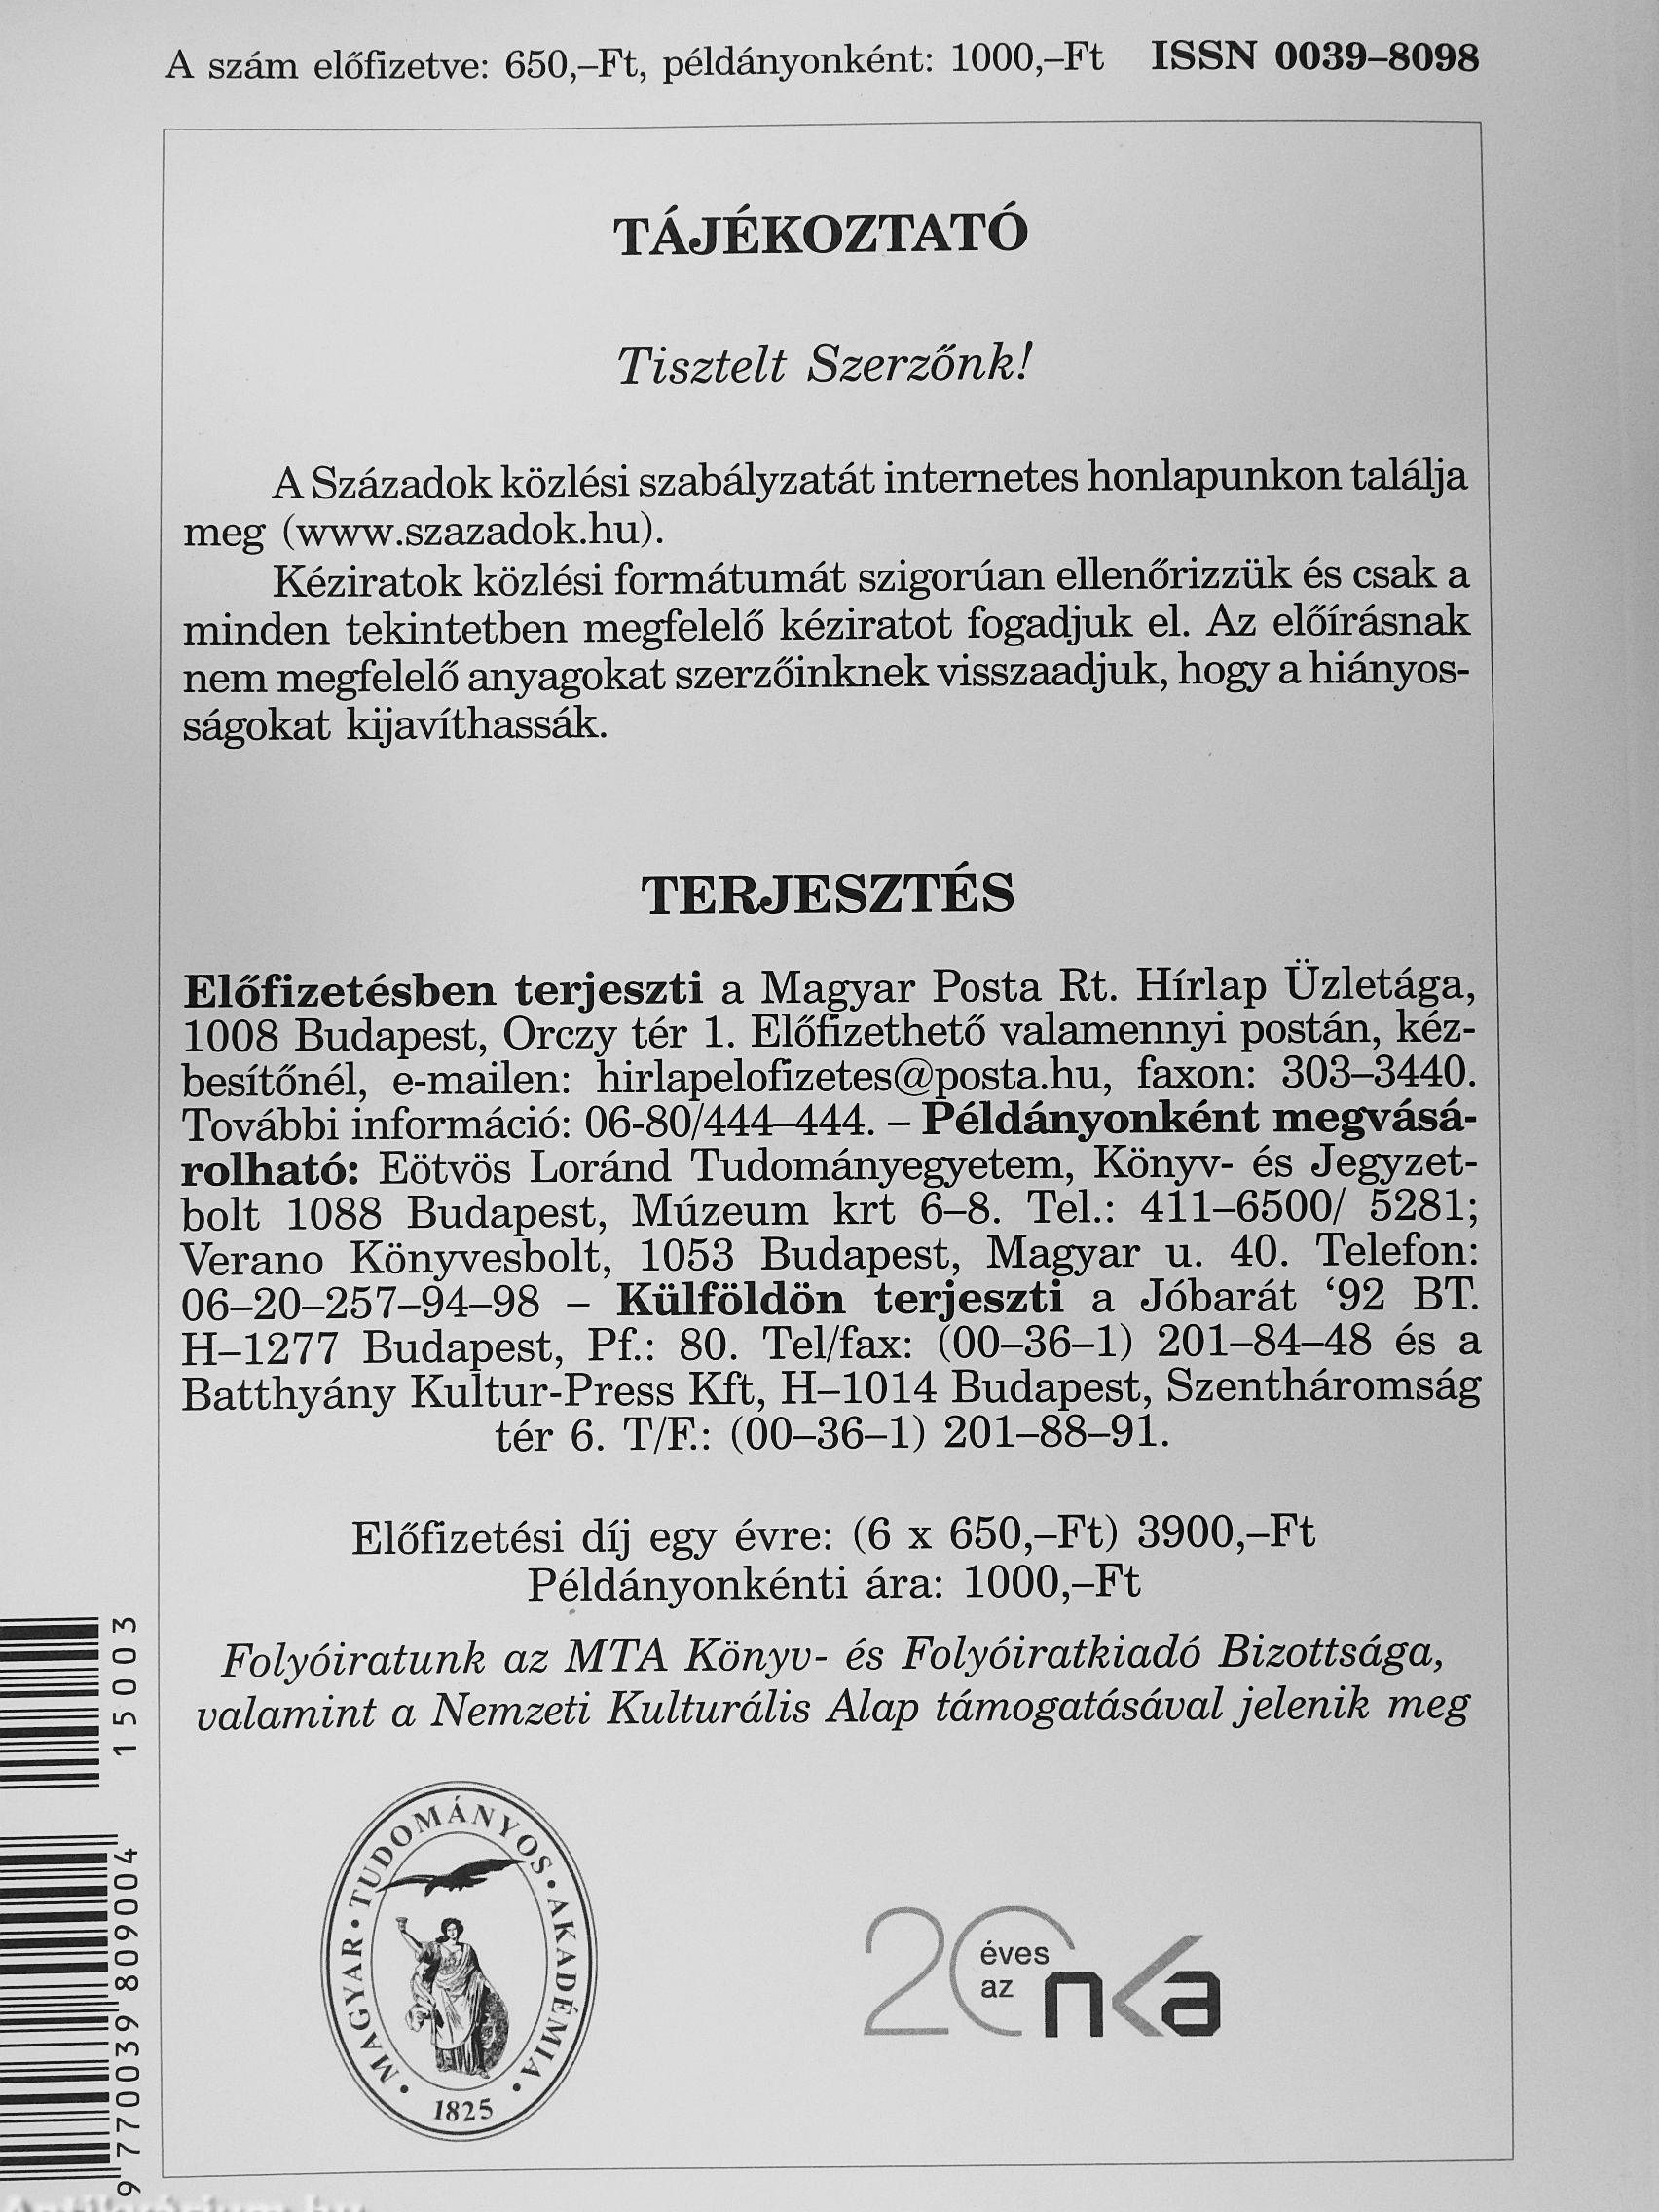 A szám előfizetve: 650,–Ft, példányonként: 1000,–Ft ISSN 0039–8098
TÁJÉKOZTATÓ
Tisztelt Szerzőnk!
A Századok közlési szabályzatát internetes honlapunkon találja
meg (www.szazadok.hu).
Kéziratok közlési formátumát szigorúan ellenőrizzük és csak a
minden tekintetben megfelelő kéziratot fogadjuk el. Az előírásnak
nem megfelelő anyagokat szerzőinknek visszaadjuk, hogy a hiányos-
ságokat kijavíthassák.
TERJESZTÉS
Előfizetésben terjeszti a Magyar Posta Rt. Hírlap Üzletága,
1008 Budapest, Orczy tér 1. Előfizethető valamennyi postán, kéz-
besítőnél, e-mailen: hirlapelofizetes@posta.hu, faxon: 303–3440.
További információ: 06-80/444–444. – Példányonként megvásá-
rolható: Eötvös Loránd Tudományegyetem, Könyv- és Jegyzet-
bolt 1088 Budapest, Múzeum krt 6–8. Tel.: 411–6500/ 5281;
Verano Könyvesbolt, 1053 Budapest, Magyar u. 40. Telefon:
06–20–257–94–98 – Külföldön terjeszti a Jóbarát ‘92 BT.
H–1277 Budapest, Pf.: 80. Tel/fax: (00–36–1) 201–84–48 és a
Batthyány Kultur-Press Kft, H–1014 Budapest, Szentháromság
tér 6. T/F.: (00–36–1) 201–88–91.
Előfizetési díj egy évre: (6 x 650,–Ft) 3900,–Ft
Példányonkénti ára: 1000,–Ft
Folyóiratunk az MTA Könyv- és Folyóiratkiadó Bizottsága,
valamint a Nemzeti Kulturális Alap támogatásával jelenik meg
MAGYAR · TUDOMÁNYOS · AKADÉMIA
1825
20 éves
az nka
9 770039 809004
15003
Antikvárium.hu